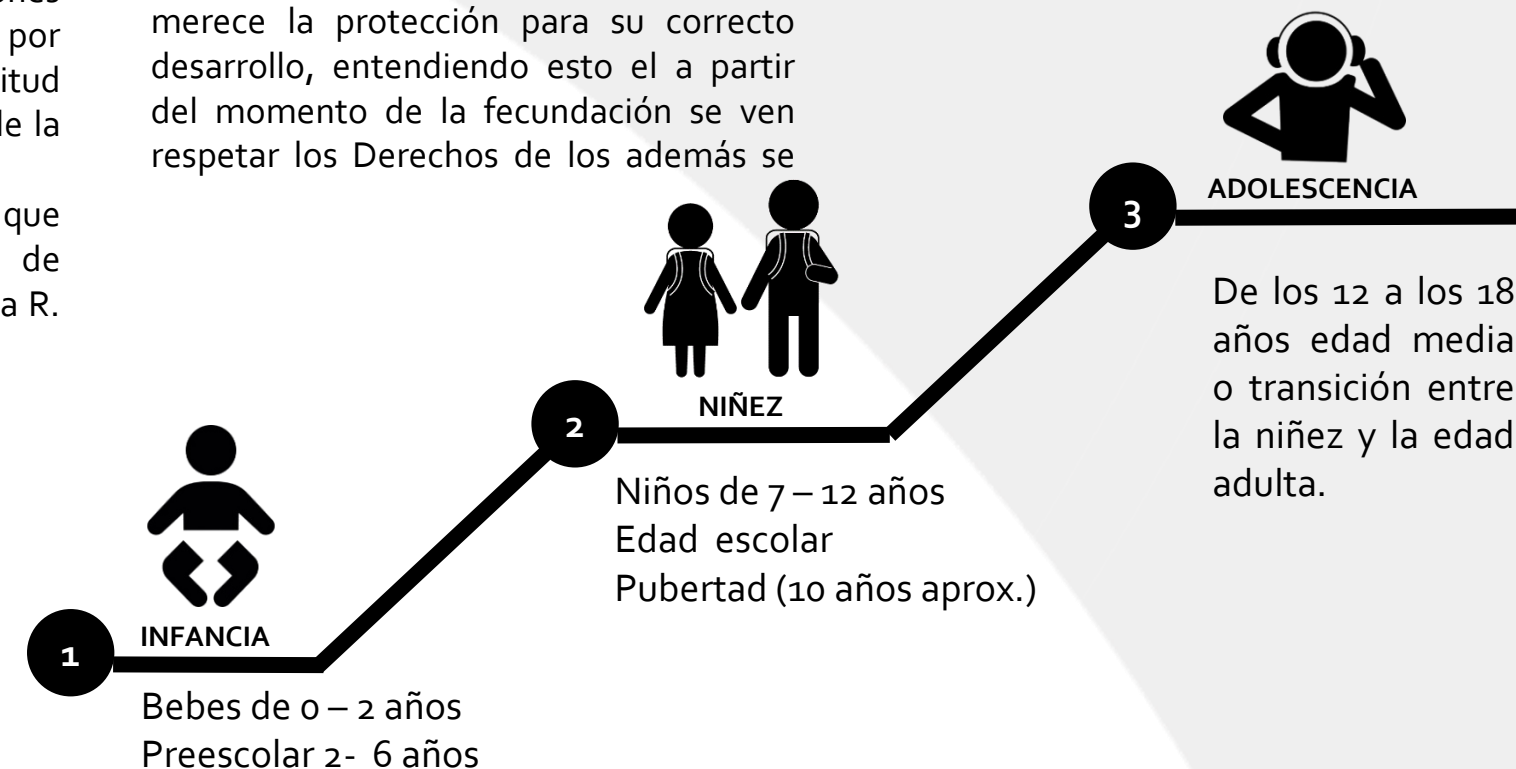 por
itud
de la
que
de
a R.
merece la protección para su correcto
desarrollo, entendiendo esto el a partir
del momento de la fecundación se ven
respetar los Derechos de los además se
1
INFANCIA
Bebes de 0 – 2 años
Preescolar 2- 6 años
2
NIÑEZ
Niños de 7 – 12 años
Edad escolar
Pubertad (10 años aprox.)
3
ADOLESCENCIA
De los 12 a los 18
años edad media
o transición entre
la niñez y la edad
adulta.